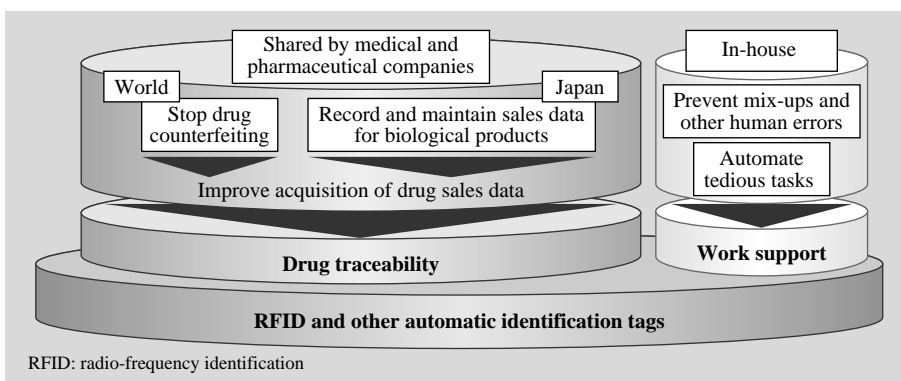 Shared by medical and
pharmaceutical companies
World
Stop drug
counterfeiting
Japan
Record and maintain sales data
for biological products
Improve acquisition of drug sales data
Drug traceability
In-house
Prevent mix-ups and
other human errors
Automate
tedious tasks
Work support
RFID and other automatic identification tags
RFID: radio-frequency identification